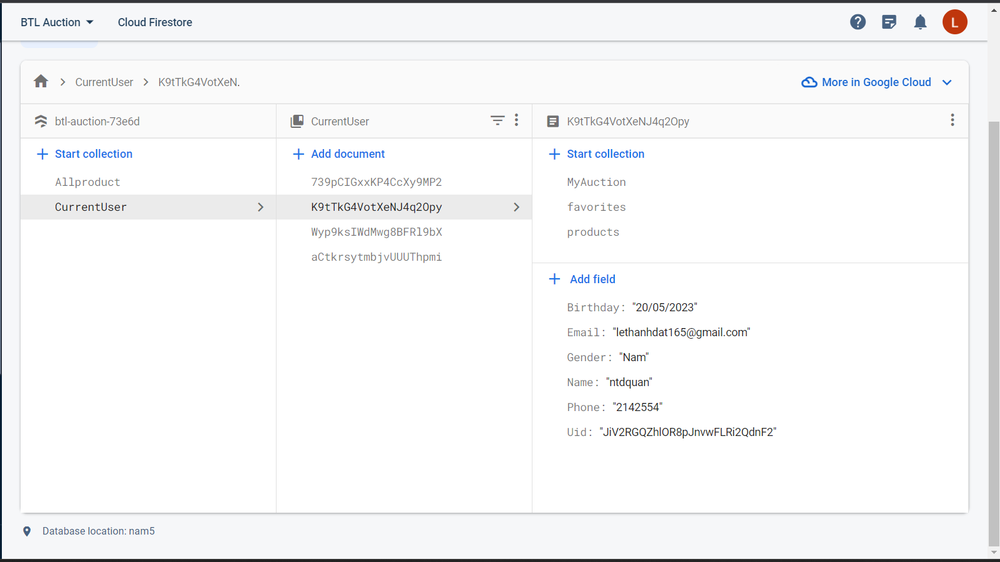 BTL Auction Cloud Firestore
L
CurrentUser K9tTkG4VotXeN.
More in Google Cloud
btl-auction-73e6d
Start collection
Allproduct
CurrentUser
CurrentUser
Add document
739pCIGxxKP4CcXy9MP2
K9tTkG4VotXeNJ4q2Opy
Wyp9ksIWdMwg8BFRl9bX
aCtkrsytmbjvUUUThpmi
K9tTkG4VotXeNJ4q2Opy
Start collection
MyAuction
favorites
products
Add field
Birthday: "20/05/2023"
Email: "lethanhdat165@gmail.com"
Gender: "Nam"
Name: "ntdquan"
Phone: "2142554"
Uid: "JiV2RGQZhlOR8pJnvwFLRi2QdnF2"
Database location: nam5